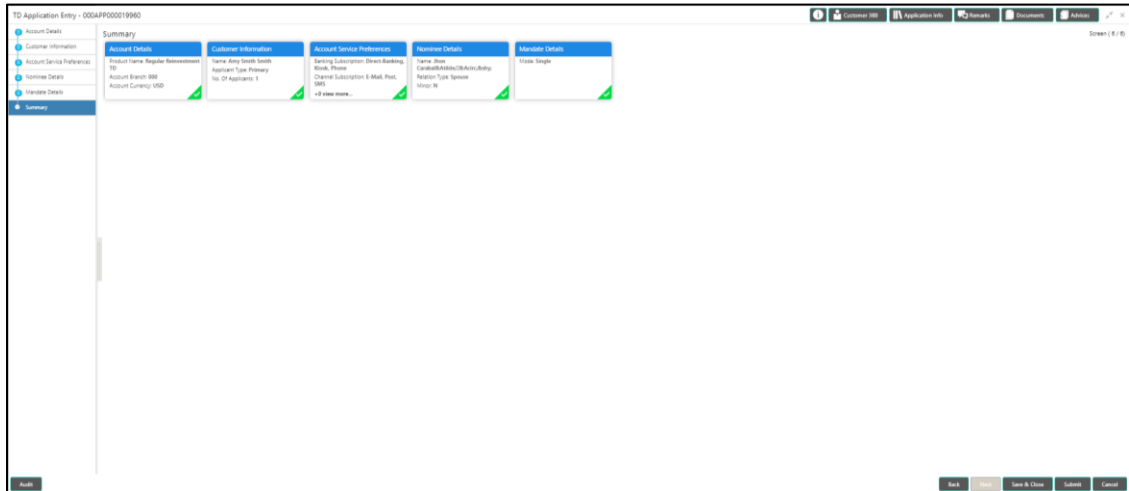 TD Application Entry - 000APP000019960
Customer 360
Application Info
Remarks
Documents
Advices
Account Details
Customer Information
Account Service Preferences
Nominee Details
Mandate Details
Summary
Summary
Screen ( 6 / 6)
Account Details
Product Name: Regular Reinvestment
TD
Account Branch: 000
Account Currency: USD
Customer Information
Name: Amy Smith Smith
Applicant Type: Primary
No. Of Applicants: 1
Account Service Preferences
Banking Subscription: Direct-Banking,
Kiosk, Phone
Channel Subscription: E-Mail, Post,
SMS
+0 view more...
Nominee Details
Name: Jhon
Relation Type: Spouse
Minor: N
Mandate Details
Mode: Single
Audit
Back
Next
Save & Close
Submit
Cancel